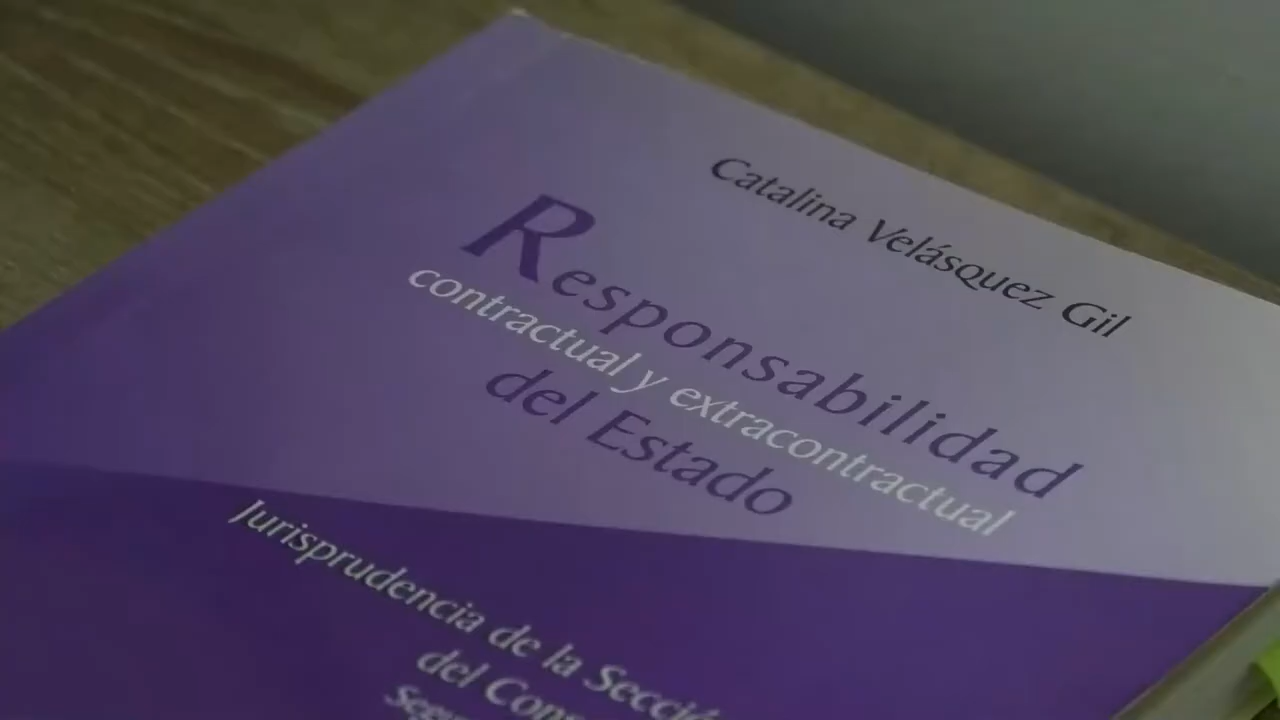 Catalina Velásquez Gil
Responsabilidad
contractual y extracontractual
del Estado
Jurisprudencia de la
del